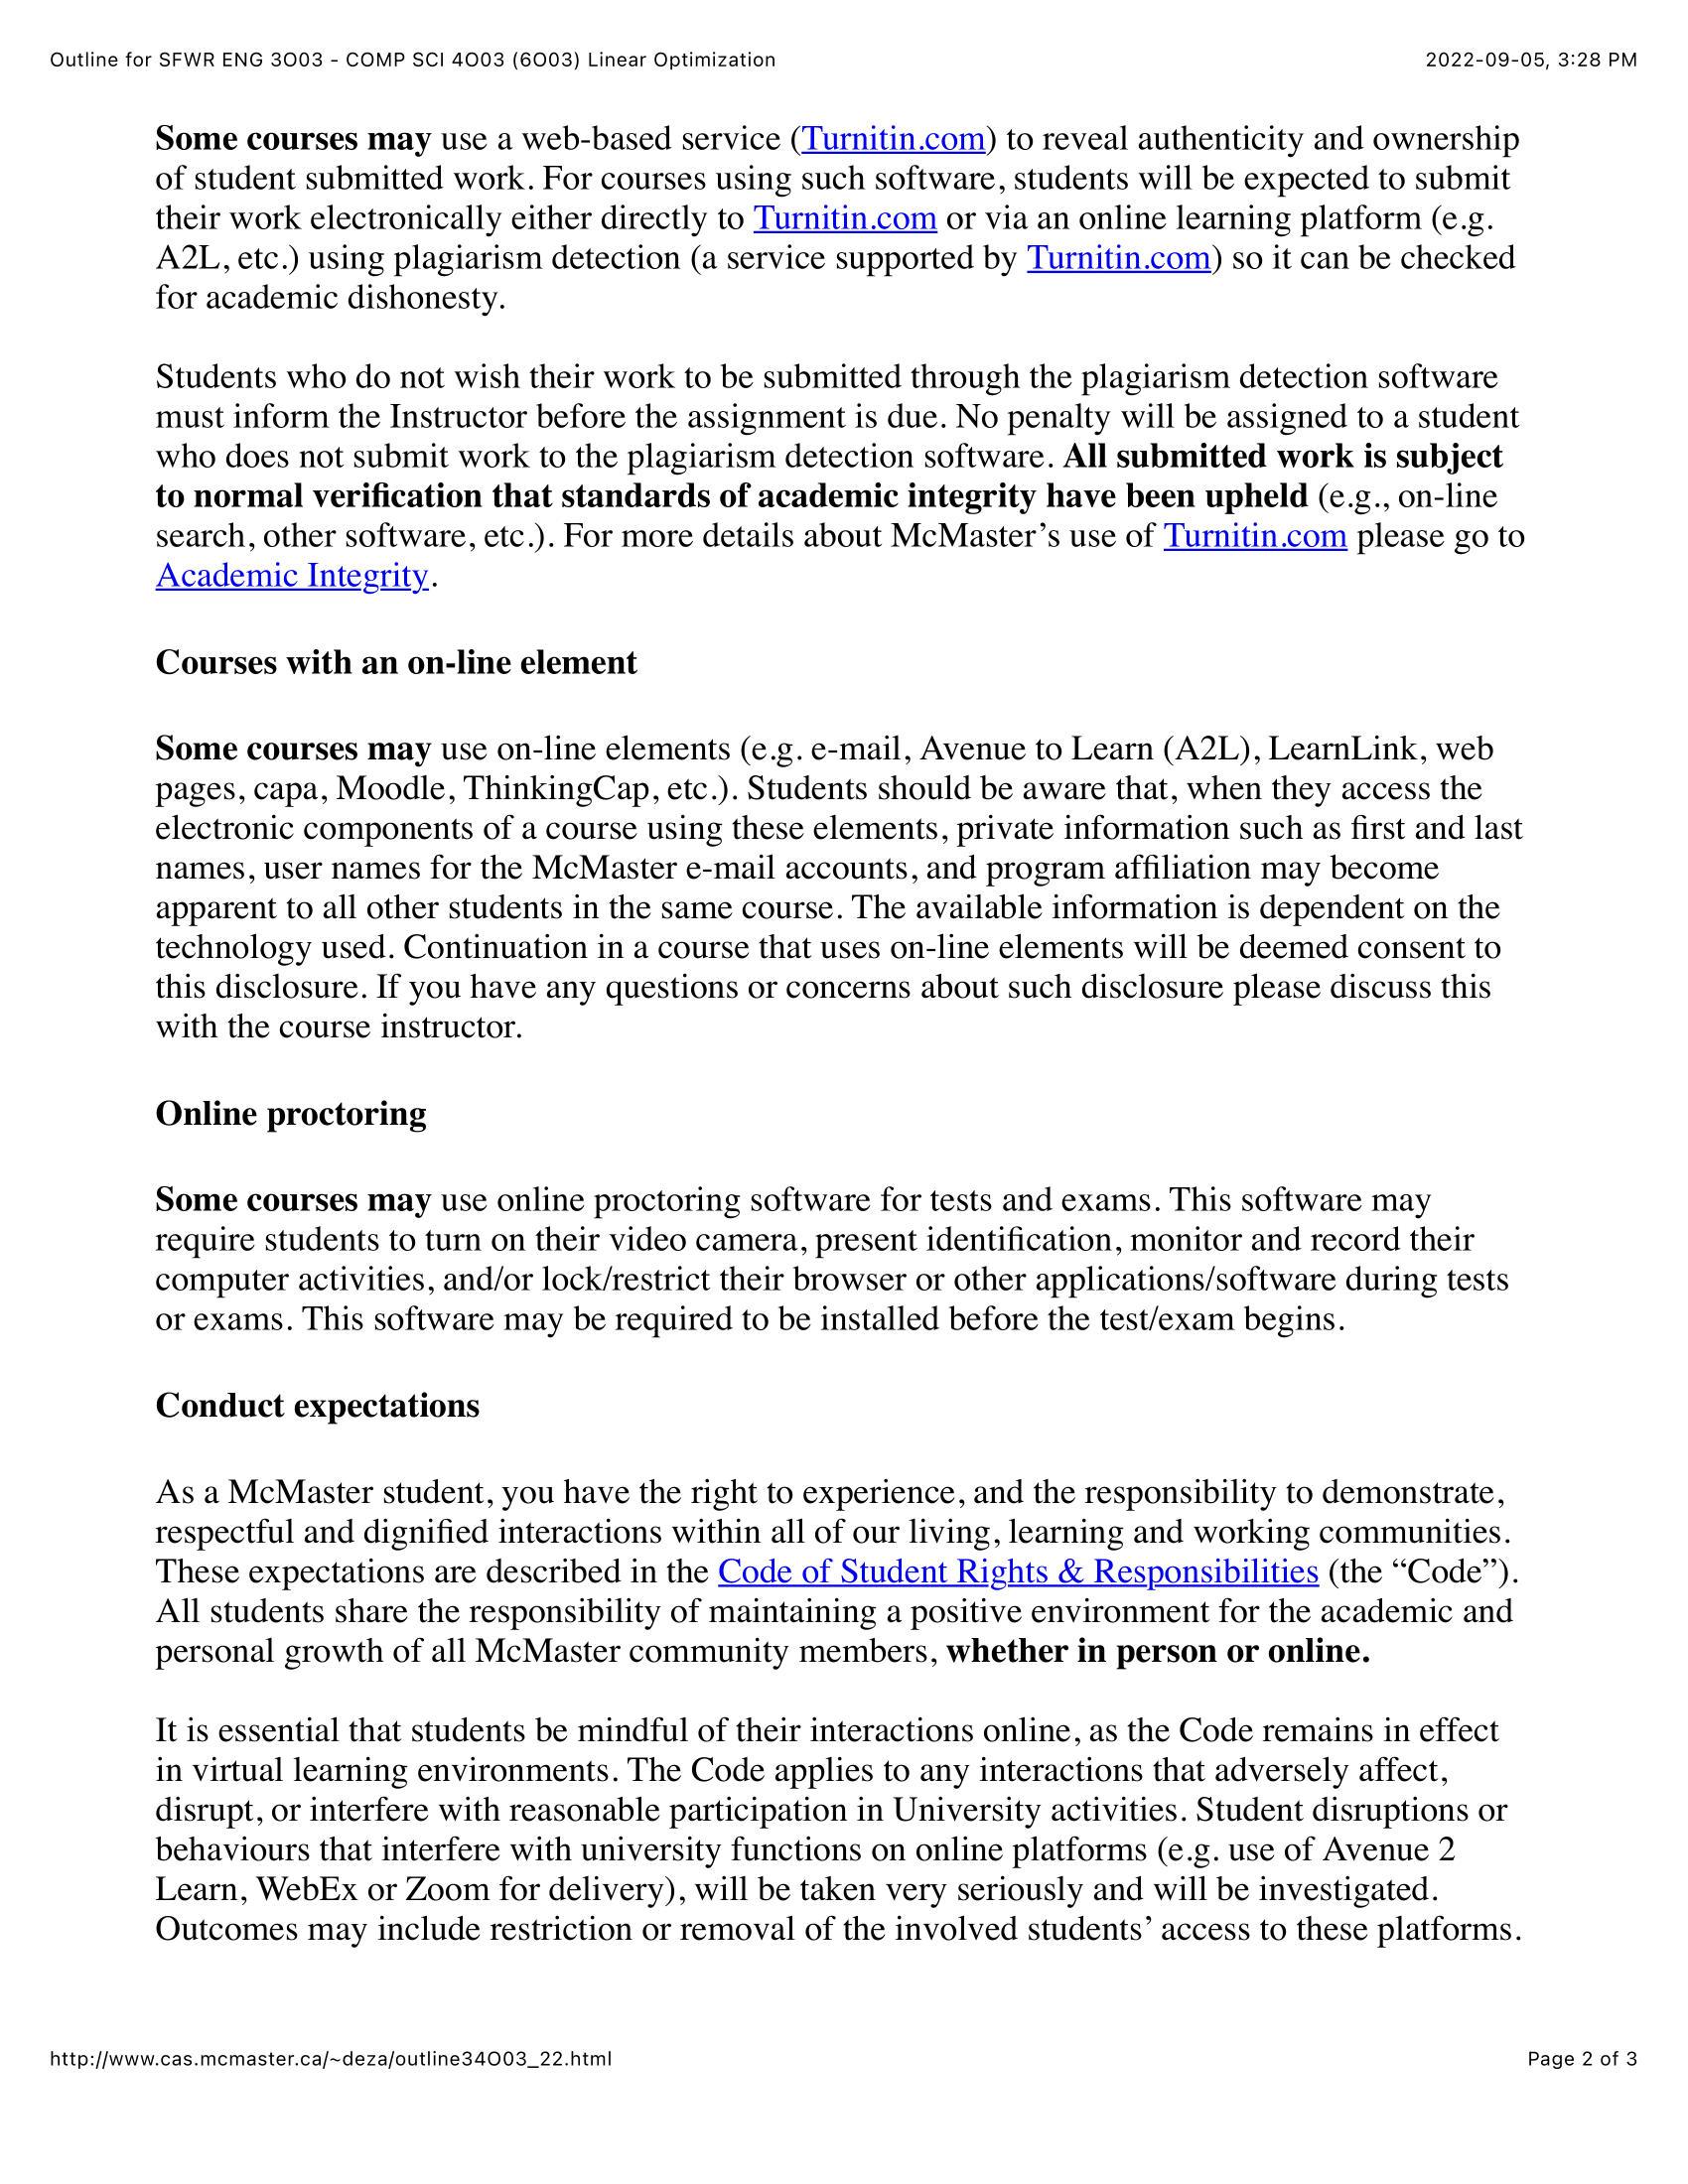 Outline for SFWR ENG 3O03 - COMP SCI 4O03 (6O03) Linear Optimization 2022-09-05, 3:28 PM
Some courses may use a web-based service (Turnitin.com) to reveal authenticity and ownership
of student submitted work. For courses using such software, students will be expected to submit
their work electronically either directly to Turnitin.com or via an online learning platform (e.g.
A2L, etc.) using plagiarism detection (a service supported by Turnitin.com) so it can be checked
for academic dishonesty.
Students who do not wish their work to be submitted through the plagiarism detection software
must inform the Instructor before the assignment is due. No penalty will be assigned to a student
who does not submit work to the plagiarism detection software. All submitted work is subject
to normal verification that standards of academic integrity have been upheld (e.g., on-line
search, other software, etc.). For more details about McMaster’s use of Turnitin.com please go to
Academic Integrity.
Courses with an on-line element
Some courses may use on-line elements (e.g. e-mail, Avenue to Learn (A2L), LearnLink, web
pages, capa, Moodle, ThinkingCap, etc.). Students should be aware that, when they access the
electronic components of a course using these elements, private information such as first and last
names, user names for the McMaster e-mail accounts, and program affiliation may become
apparent to all other students in the same course. The available information is dependent on the
technology used. Continuation in a course that uses on-line elements will be deemed consent to
this disclosure. If you have any questions or concerns about such disclosure please discuss this
with the course instructor.
Online proctoring
Some courses may use online proctoring software for tests and exams. This software may
require students to turn on their video camera, present identification, monitor and record their
computer activities, and/or lock/restrict their browser or other applications/software during tests
or exams. This software may be required to be installed before the test/exam begins.
Conduct expectations
As a McMaster student, you have the right to experience, and the responsibility to demonstrate,
respectful and dignified interactions within all of our living, learning and working communities.
These expectations are described in the Code of Student Rights & Responsibilities (the “Code”).
All students share the responsibility of maintaining a positive environment for the academic and
personal growth of all McMaster community members, whether in person or online.
It is essential that students be mindful of their interactions online, as the Code remains in effect
in virtual learning environments. The Code applies to any interactions that adversely affect,
disrupt, or interfere with reasonable participation in University activities. Student disruptions or
behaviours that interfere with university functions on online platforms (e.g. use of Avenue 2
Learn, WebEx or Zoom for delivery), will be taken very seriously and will be investigated.
Outcomes may include restriction or removal of the involved students’ access to these platforms.
http://www.cas.mcmaster.ca/~deza/outline34O03_22.html Page 2 of 3